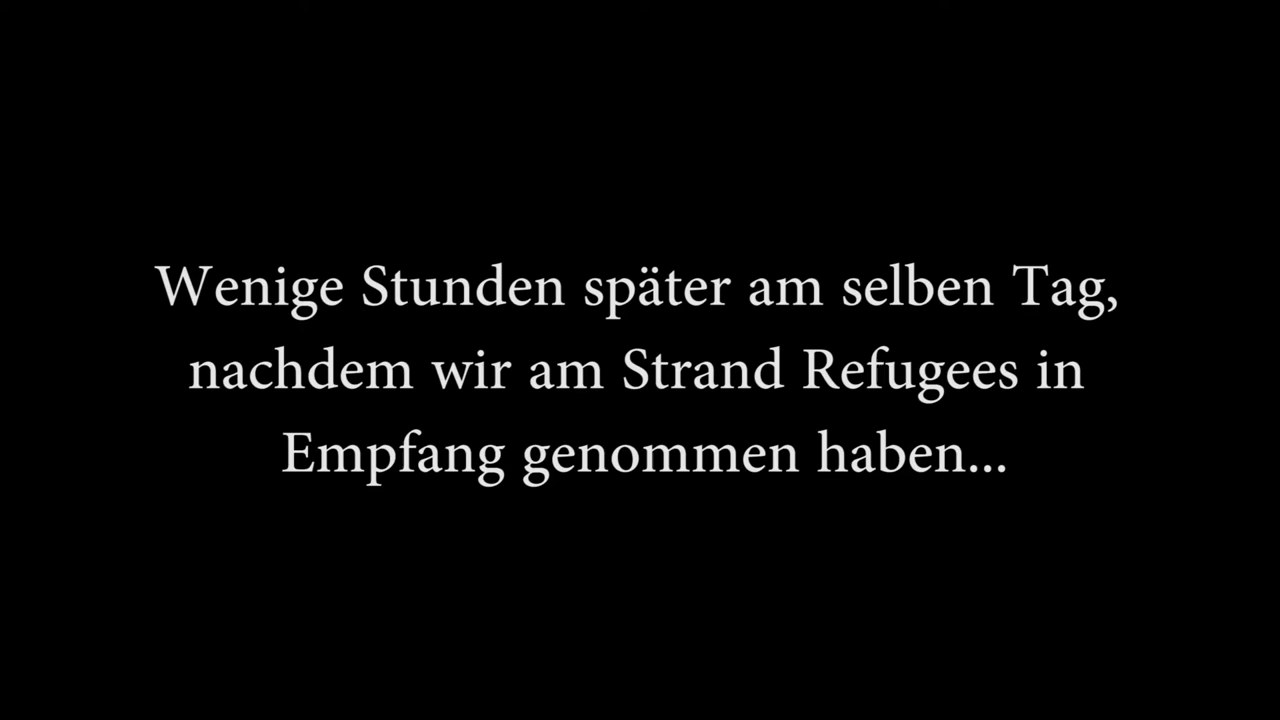 Wenige Stunden später am selben Tag,
nachdem wir am Strand Refugees in
Empfang genommen haben...